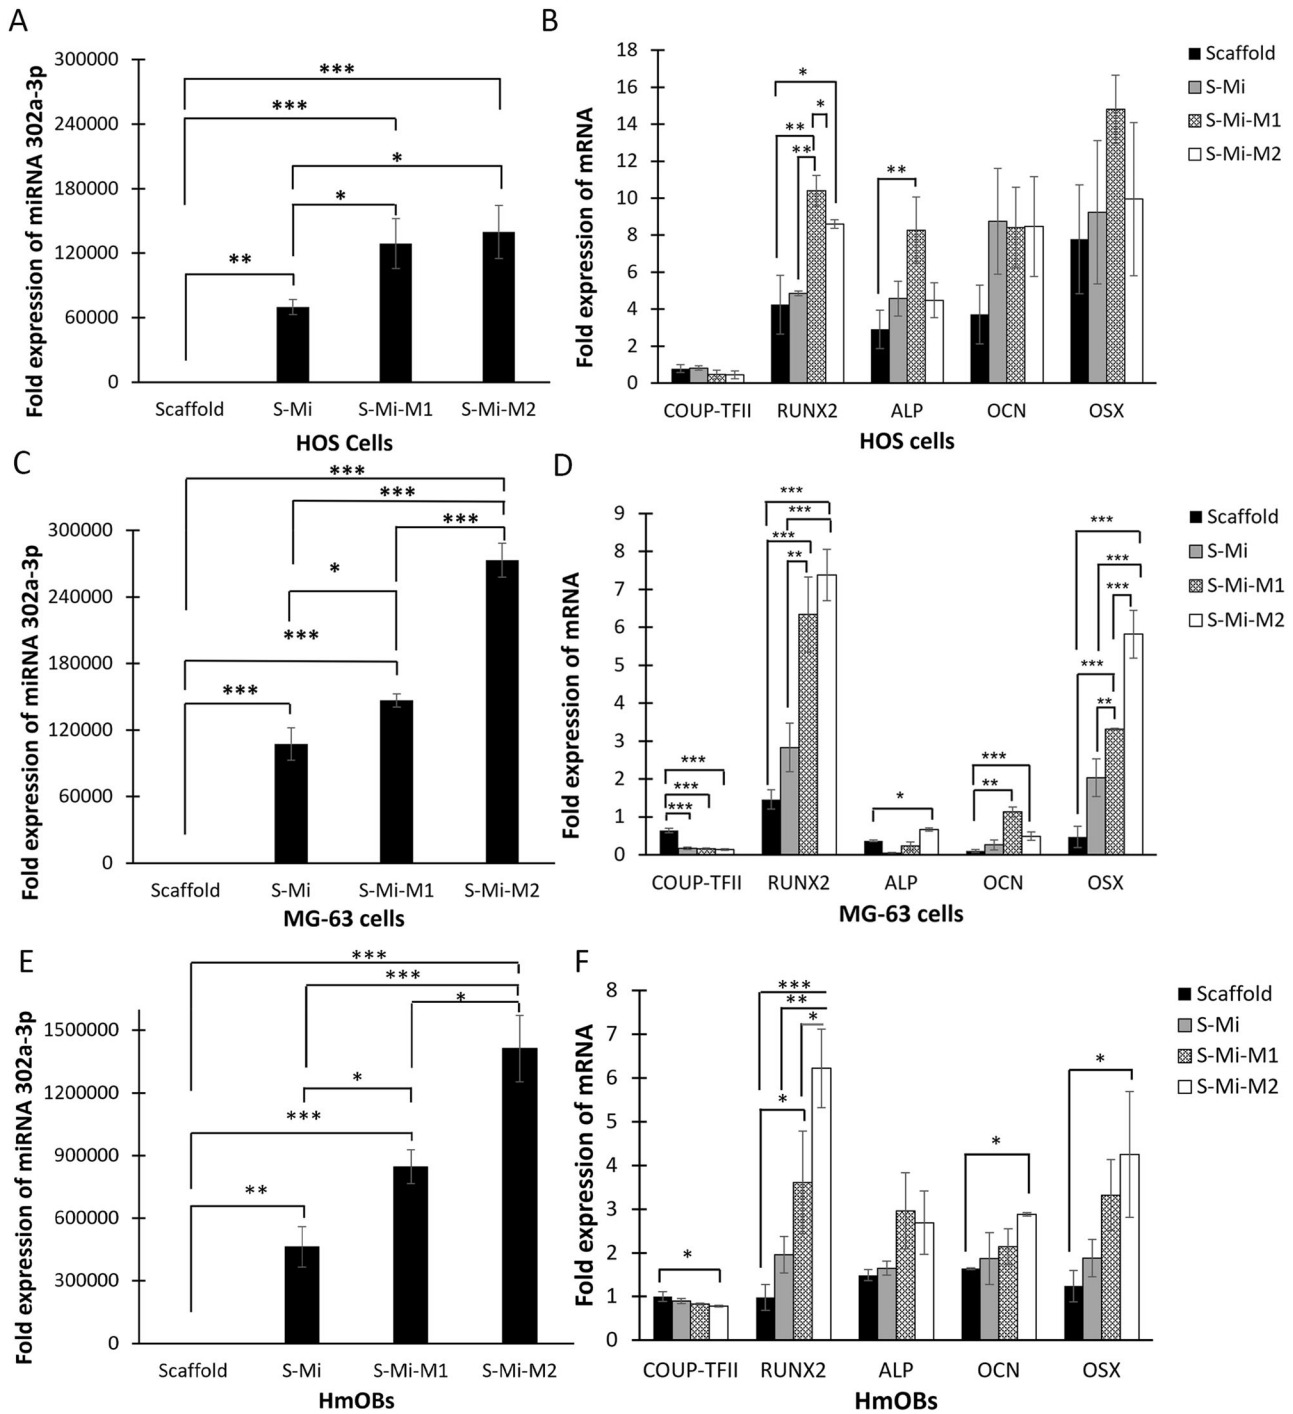 A
Fold expression of miRNA 302a-3p
300000
240000
180000
120000
60000
0
***
***
*
*
**
Scaffold S-Mi S-Mi-M1 S-Mi-M2
HOS Cells
B
Fold expression of mRNA
18
16
14
12
10
8
6
4
2
0
*
*
**
**
**
COUP-TFII RUNX2 ALP OCN OSX
HOS cells
Scaffold
S-Mi
S-Mi-M1
S-Mi-M2
C
Fold expression of miRNA 302a-3p
300000
240000
180000
120000
60000
0
***
***
***
*
***
***
Scaffold S-Mi S-Mi-M1 S-Mi-M2
MG-63 cells
D
Fold expression of mRNA
9
8
7
6
5
4
3
2
1
0
***
***
***
***
***
***
**
*
***
**
***
***
***
***
**
COUP-TFII RUNX2 ALP OCN OSX
MG-63 cells
Scaffold
S-Mi
S-Mi-M1
S-Mi-M2
E
Fold expression of miRNA 302a-3p
1500000
1200000
900000
600000
300000
0
***
***
*
*
***
**
Scaffold S-Mi S-Mi-M1 S-Mi-M2
HmOBs
F
Fold expression of mRNA
8
7
6
5
4
3
2
1
0
*
***
**
*
*
*
*
COUP-TFII RUNX2 ALP OCN OSX
HmOBs
Scaffold
S-Mi
S-Mi-M1
S-Mi-M2